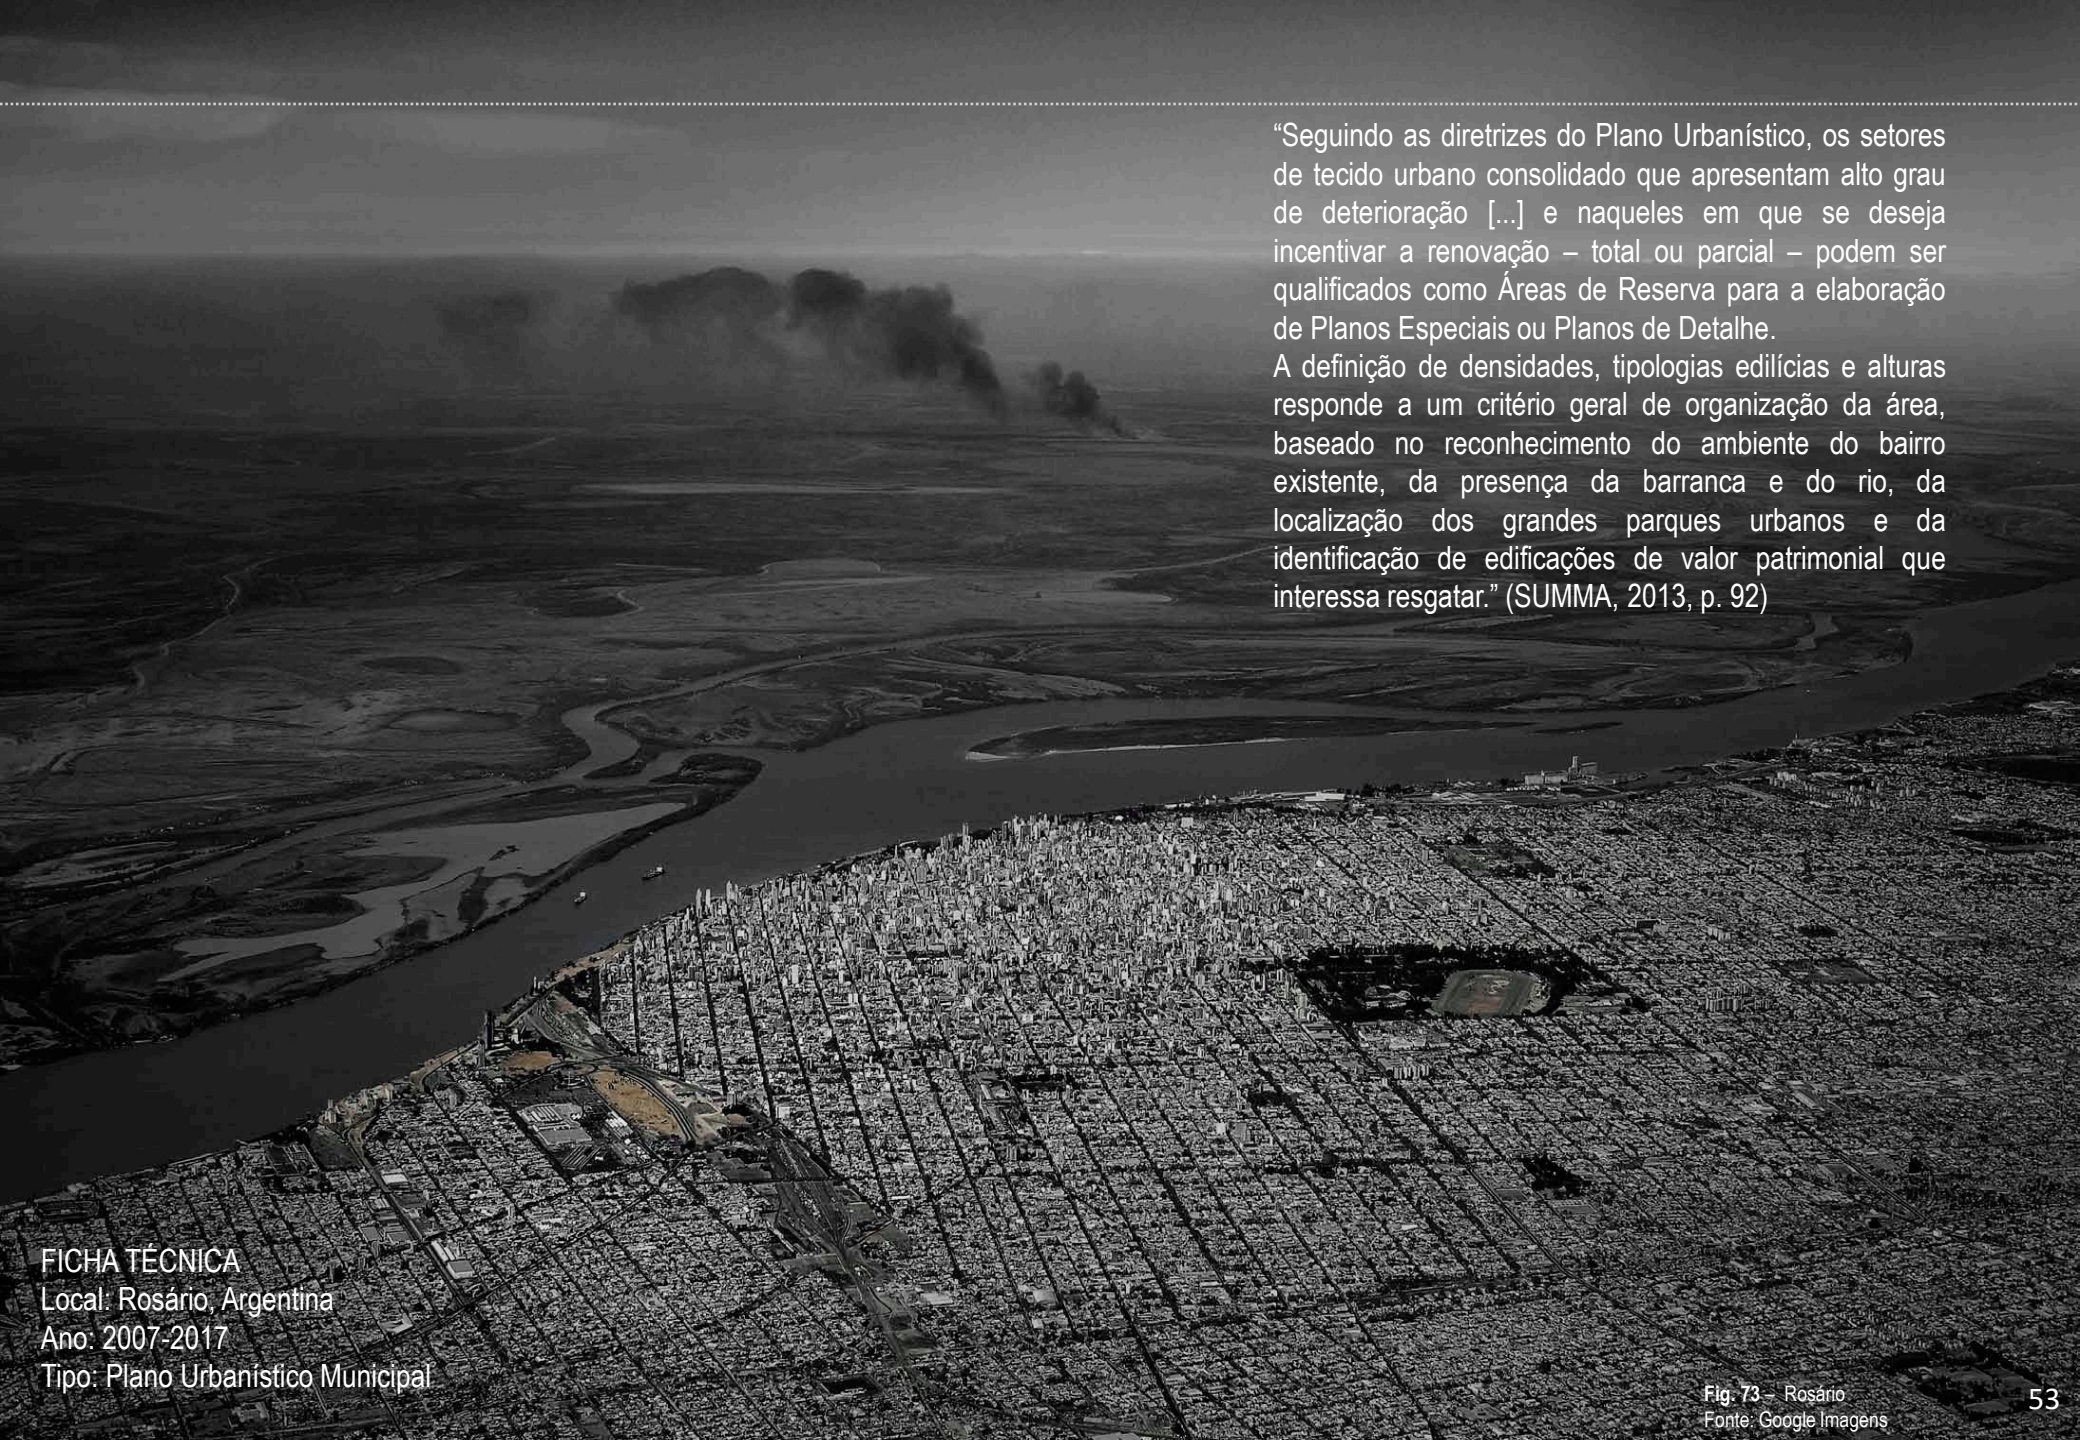 “Seguindo as diretrizes do Plano Urbanístico, os setores
de tecido urbano consolidado que apresentam alto grau
de deterioração [...] e naqueles em que se deseja
incentivar a renovação – total ou parcial – podem ser
qualificados como Áreas de Reserva para a elaboração
de Planos Especiais ou Planos de Detalhe.
A definição de densidades, tipologias edilícias e alturas
responde a um critério geral de organização da área,
baseado no reconhecimento do ambiente do bairro
existente, da presença da barranca e do rio, da
localização dos grandes parques urbanos e da
identificação de edificações de valor patrimonial que
interessa resgatar.” (SUMMA, 2013, p. 92)
FICHA TÉCNICA
Local: Rosário, Argentina
Ano: 2007-2017
Tipo: Plano Urbanístico Municipal
Fig. 73 – Rosário
Fonte: Google Imagens
53